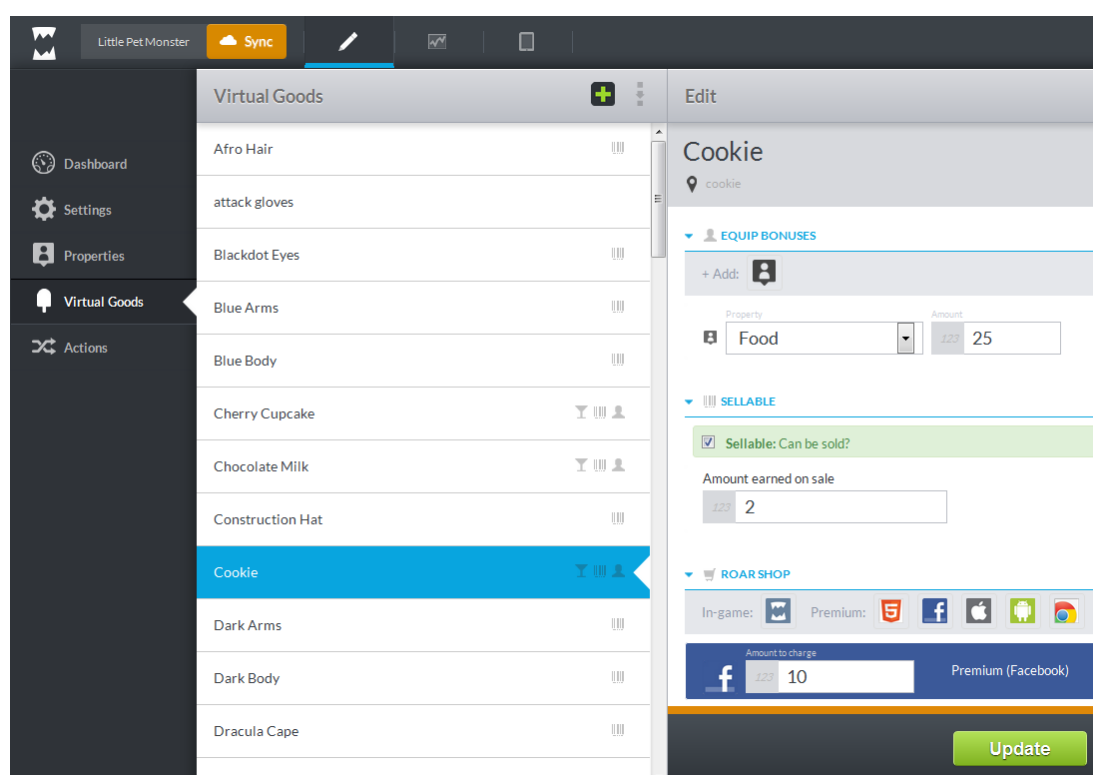 Little Pet Monster
Sync
Dashboard
Settings
Properties
Virtual Goods
Actions
Virtual Goods
Afro Hair
attack gloves
Blackdot Eyes
Blue Arms
Blue Body
Cherry Cupcake
Chocolate Milk
Construction Hat
Cookie
Dark Arms
Dark Body
Dracula Cape
Edit
Cookie
cookie
EQUIP BONUSES
+ Add:
Property Amount
Food 123 25
SELLABLE
Sellable: Can be sold?
Amount earned on sale
123 2
ROAR SHOP
In-game: Premium:
Amount to charge
123 10 Premium (Facebook)
Update